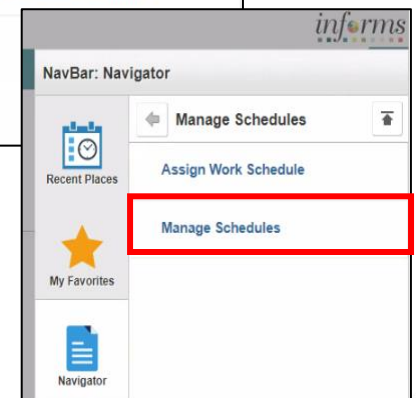 informs
NavBar: Navigator
Manage Schedules
Recent Places
Assign Work Schedule
Manage Schedules
My Favorites
Navigator